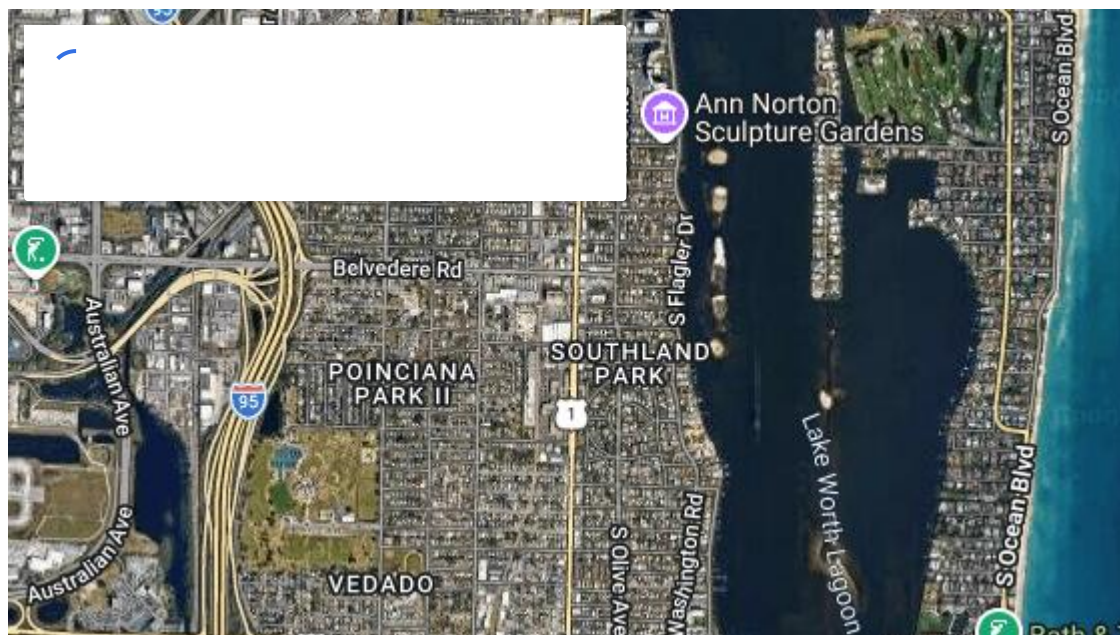 95
S Ocean Blvd
Ann Norton
Sculpture Gardens
S Flagler Dr
Belvedere Rd
Australian Ave
SOUTHLAND
PARK
POINCIANA
PARK II
95
1
Lake Worth Lagoon
S Ocean Blvd
Washington Rd
S Olive Ave
Australian Ave
VEDADO